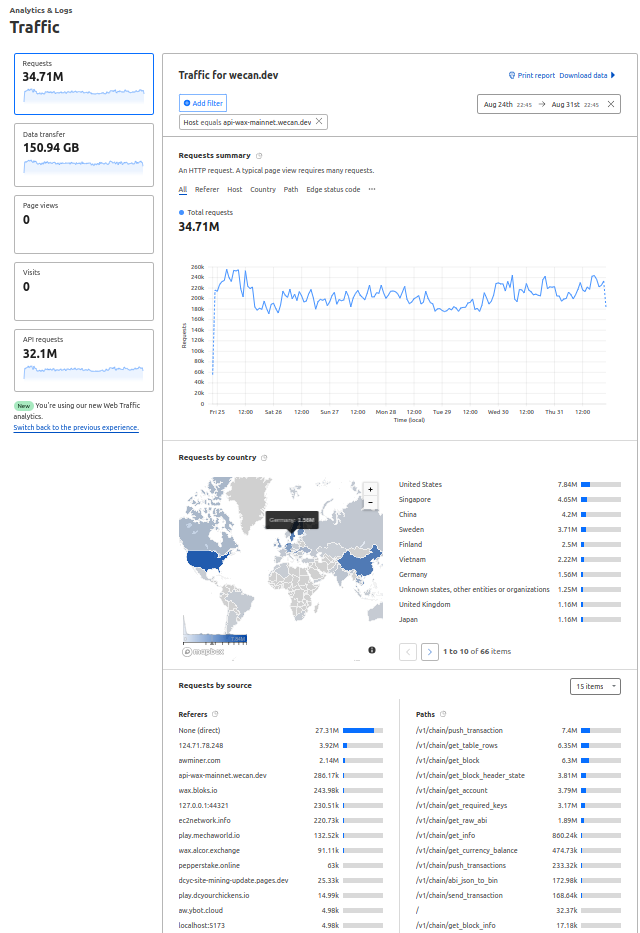 Analytics & Logs
Traffic
Requests
34.71M
Data transfer
150.94 GB
Page views
0
Visits
0
API requests
32.1M
New You're using our new Web Traffic
analytics.
Switch back to the previous experience.
Traffic for wecan.dev
Print report Download data
Add filter
Aug 24th 22:45 → Aug 31st 22:45
Host equals api-wax-mainnet.wecan.dev
Requests summary
An HTTP request. A typical page view requires many requests.
All Referer Host Country Path Edge status code ···
Total requests
34.71M
260k
240k
220k
200k
180k
160k
140k
120k
100k
80k
60k
40k
20k
0
Requests
Fri 25 12:00 Sat 26 12:00 Sun 27 12:00 Mon 28 12:00 Tue 29 12:00 Wed 30 12:00 Thu 31 12:00
Time (local)
Requests by country
+
−
Germany: 1.56M
mapbox
United States 7.84M
Singapore 4.65M
China 4.2M
Sweden 3.71M
Finland 2.5M
Vietnam 2.22M
Germany 1.56M
Unknown states, other entities or organizations 1.25M
United Kingdom 1.16M
Japan 1.16M
1 to 10 of 66 items
Requests by source
15 items
Referers
None (direct) 27.31M
124.71.78.248 3.92M
awminer.com 2.14M
api-wax-mainnet.wecan.dev 286.17k
wax.bloks.io 243.98k
127.0.0.1:44321 230.51k
ec2network.info 220.73k
play.mechaworld.io 132.52k
wax.alcor.exchange 91.11k
pepperstake.online 63k
dcyc-site-mining-update.pages.dev 25.33k
play.dcyourchickens.io 14.99k
aw.ybot.cloud 4.98k
localhost:5173 4.98k
Paths
/v1/chain/push_transaction 7.4M
/v1/chain/get_table_rows 6.35M
/v1/chain/get_block 6.3M
/v1/chain/get_block_header_state 3.81M
/v1/chain/get_account 3.79M
/v1/chain/get_required_keys 3.17M
/v1/chain/get_raw_abi 1.89M
/v1/chain/get_info 860.24k
/v1/chain/get_currency_balance 474.73k
/v1/chain/push_transactions 233.32k
/v1/chain/abi_json_to_bin 172.98k
/v1/chain/send_transaction 168.64k
/ 32.37k
/v1/chain/get_block_info 17.18k